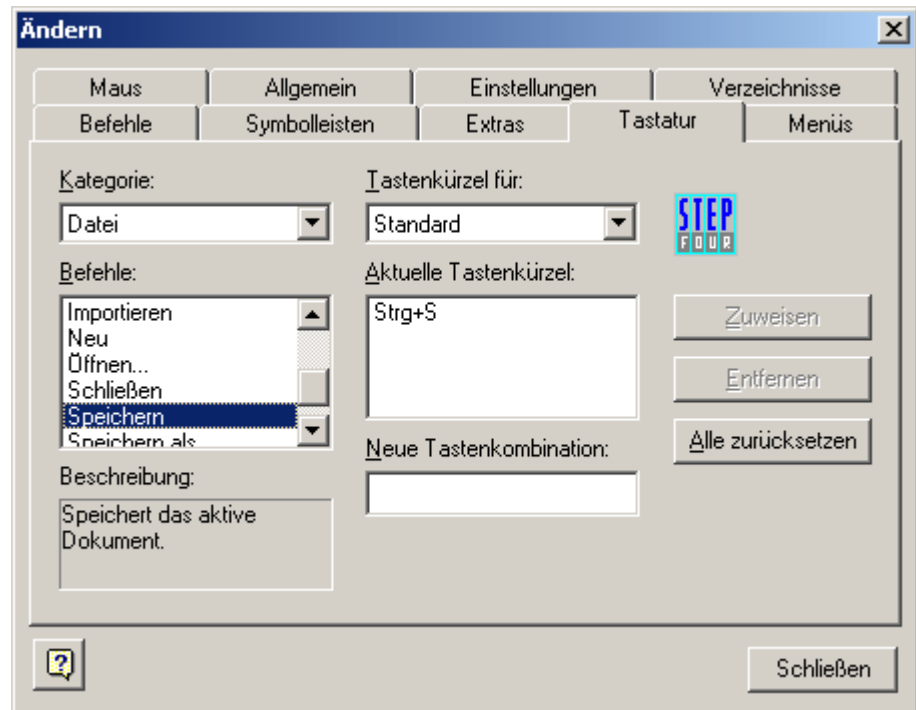 Ändern
Maus Allgemein Einstellungen Verzeichnisse
Befehle Symbolleisten Extras Tastatur Menüs
Kategorie: Tastenkürzel für:
Datei Standard
STEP
FOUR
Befehle: Aktuelle Tastenkürzel:
Importieren Strg+S Zuweisen
Neu
Öffnen...
Schließen Entfernen
Speichern
Speichern als
Neue Tastenkombination: Alle zurücksetzen
Beschreibung:
Speichert das aktive
Dokument.
Schließen